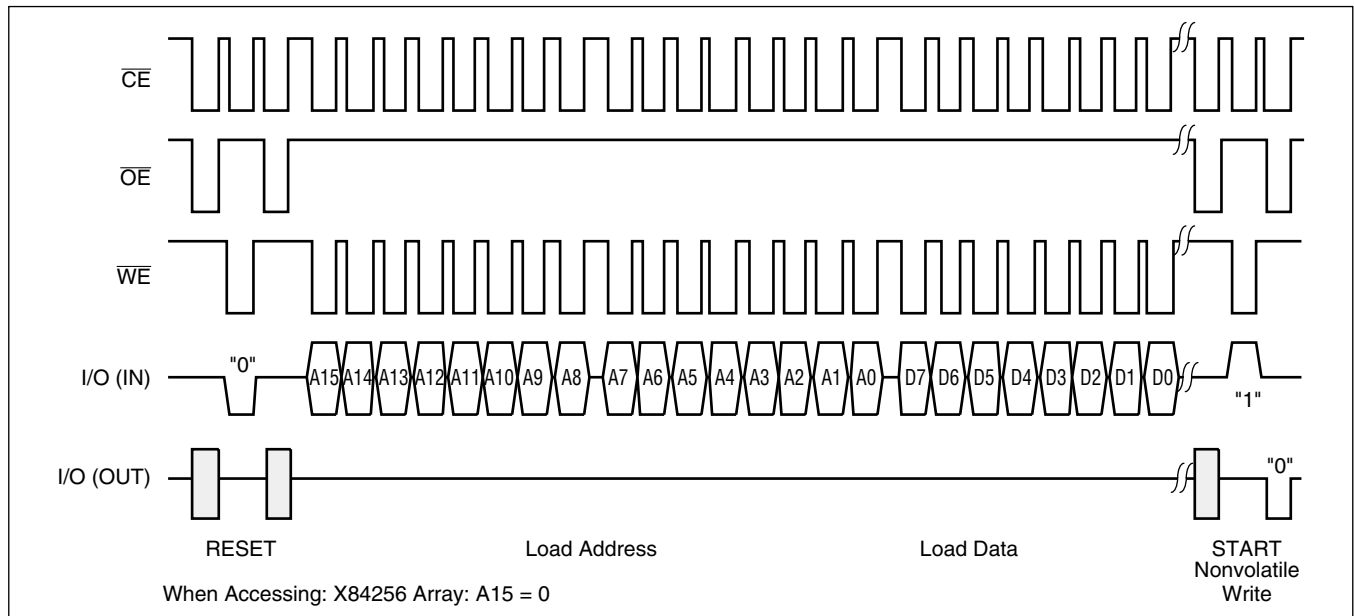 CE
OE
WE
"0"
I/O (IN)
A15 A14 A13 A12 A11 A10 A9 A8 A7 A6 A5 A4 A3 A2 A1 A0 D7 D6 D5 D4 D3 D2 D1 D0
"1"
I/O (OUT)
"0"
RESET Load Address Load Data START
Nonvolatile
Write
When Accessing: X84256 Array: A15 = 0